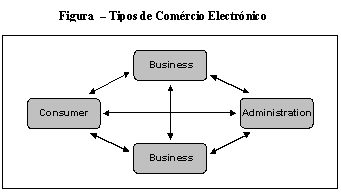 Figura – Tipos de Comércio Electrónico
Business
Consumer
Administration
Business